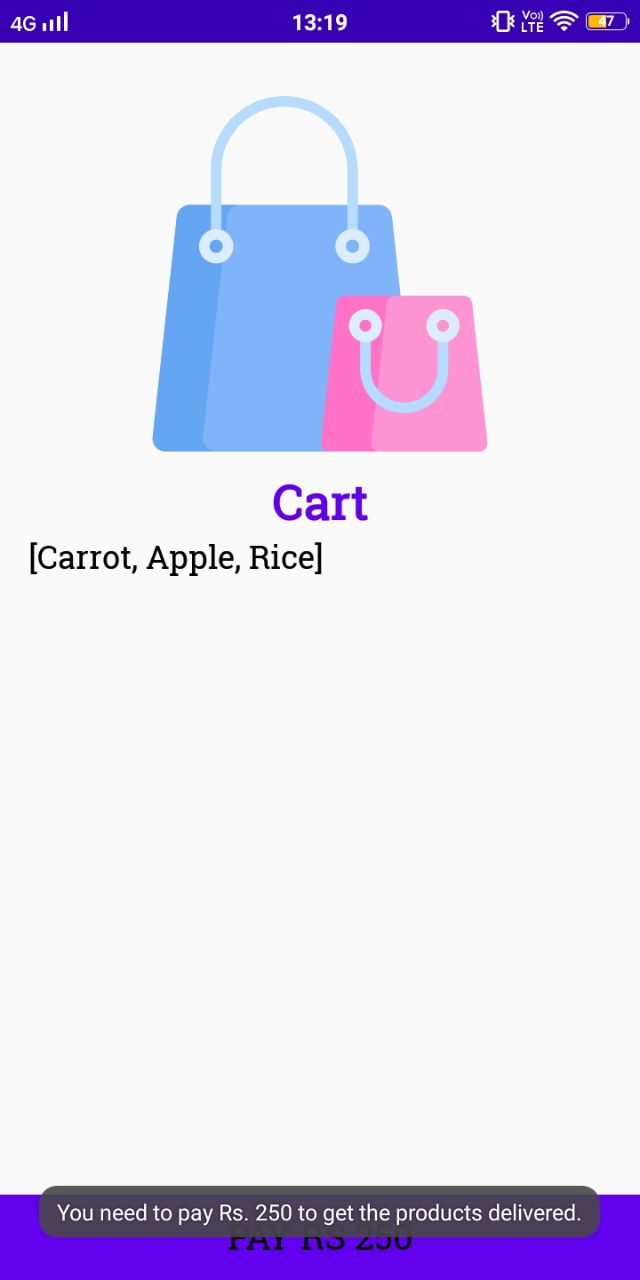 4G 13:19 Vo)) LTE 47
Cart
[Carrot, Apple, Rice]
You need to pay Rs. 250 to get the products delivered.
PAY RS 250